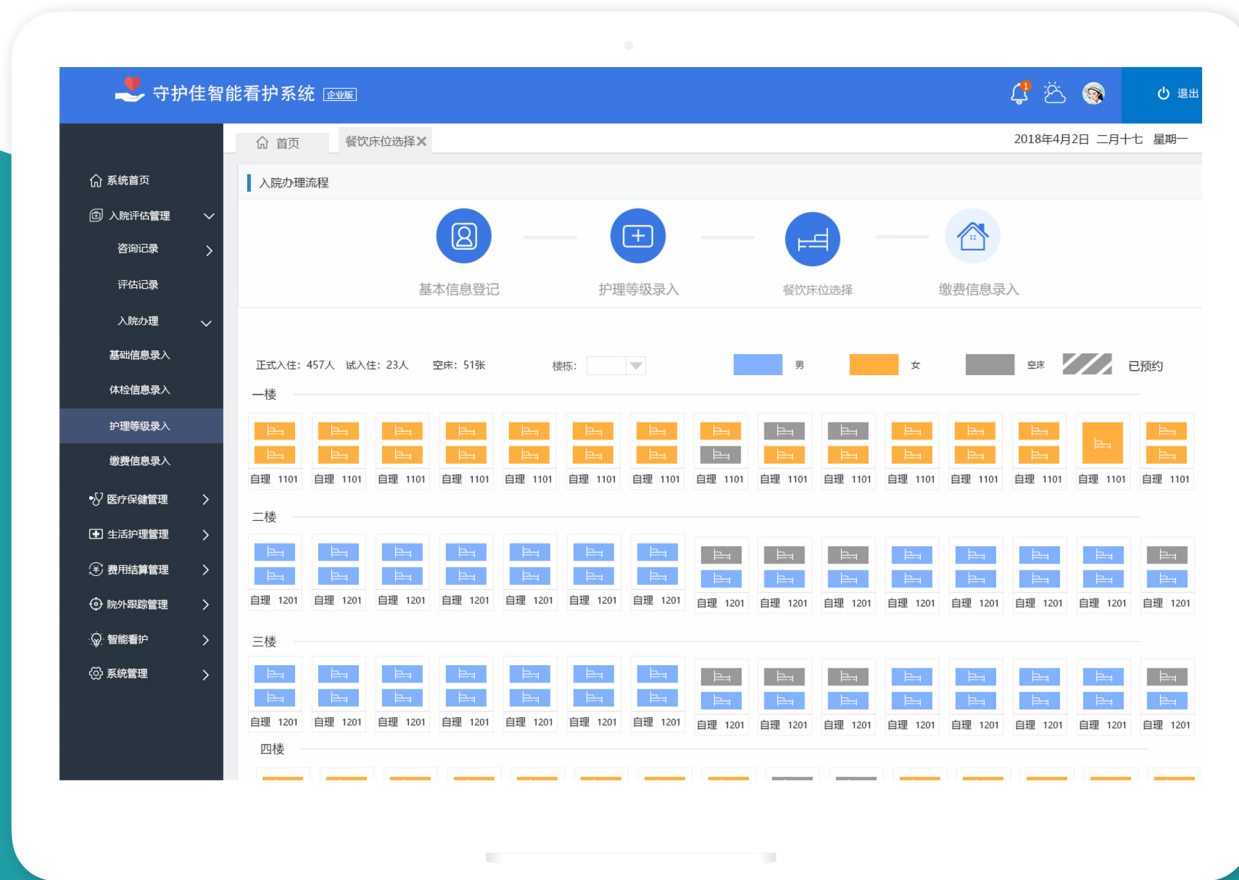 守护佳智能看护系统 企业版
1
退出
首页 餐饮床位选择
2018年4月2日 二月十七 星期一
系统首页
入院评估管理
咨询记录
评估记录
入院办理
基础信息录入
体检信息录入
护理等级录入
缴费信息录入
医疗保健管理
生活护理管理
费用结算管理
院外跟踪管理
智能看护
系统管理
入院办理流程
基本信息登记 护理等级录入 餐饮床位选择 缴费信息录入
正式入住：457人 试入住：23人 空床：51张 楼栋： 男 女 空床 已预约
一楼
自理 1101 自理 1101 自理 1101 自理 1101 自理 1101 自理 1101 自理 1101 自理 1101 自理 1101 自理 1101 自理 1101 自理 1101 自理 1101 自理 1101 自理 1101
二楼
自理 1201 自理 1201 自理 1201 自理 1201 自理 1201 自理 1201 自理 1201 自理 1201 自理 1201 自理 1201 自理 1201 自理 1201 自理 1201 自理 1201 自理 1201
三楼
自理 1201 自理 1201 自理 1201 自理 1201 自理 1201 自理 1201 自理 1201 自理 1201 自理 1201 自理 1201 自理 1201 自理 1201 自理 1201 自理 1201 自理 1201
四楼